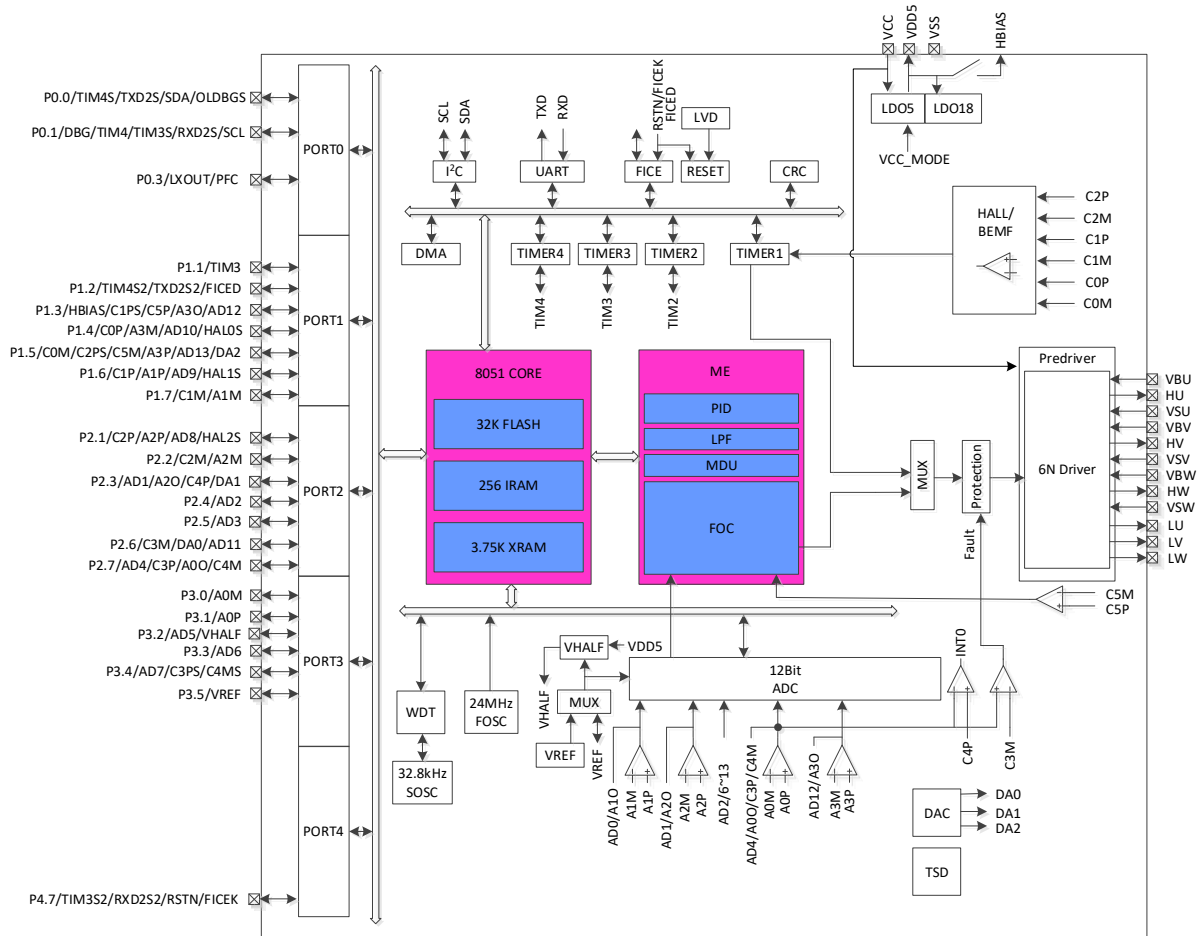 VCC
VDD5
VSS
HBIAS
P0.0/TIM4S/TXD2S/SDA/OLDBGS
P0.1/DBG/TIM4/TIM3S/RXD2S/SCL
P0.3/LXOUT/PFC
PORT0
SCL
SDA
TXD
RXD
RSTN/FICEK
FICED
LVD
I²C
UART
FICE
RESET
CRC
LDO5
LDO18
VCC_MODE
DMA
TIMER4
TIMER3
TIMER2
TIMER1
TIM4
TIM3
TIM2
HALL/
BEMF
C2P
C2M
C1P
C1M
C0P
C0M
P1.1/TIM3
P1.2/TIM4S2/TXD2S2/FICED
P1.3/HBIAS/C1PS/C5P/A3O/AD12
P1.4/C0P/A3M/AD10/HAL0S
P1.5/C0M/C2PS/C5M/A3P/AD13/DA2
P1.6/C1P/A1P/AD9/HAL1S
P1.7/C1M/A1M
PORT1
8051 CORE
32K FLASH
256 IRAM
3.75K XRAM
ME
PID
LPF
MDU
FOC
MUX
Protection
Fault
Predriver
6N Driver
VBU
HU
VSU
VBV
HV
VSV
VBW
HW
VSW
LU
LV
LW
P2.1/C2P/A2P/AD8/HAL2S
P2.2/C2M/A2M
P2.3/AD1/A2O/C4P/DA1
P2.4/AD2
P2.5/AD3
P2.6/C3M/DA0/AD11
P2.7/AD4/C3P/A0O/C4M
PORT2
C5M
C5P
P3.0/A0M
P3.1/A0P
P3.2/AD5/VHALF
P3.3/AD6
P3.4/AD7/C3PS/C4MS
P3.5/VREF
PORT3
WDT
24MHz
FOSC
32.8kHz
SOSC
VHALF
VDD5
VHALF
MUX
VREF
VREF
12Bit
ADC
INT0
C4P
C3M
AD0/A1O
A1M
A1P
AD1/A2O
A2M
A2P
AD2/6~13
AD4/A0O/C3P/C4M
A0M
A0P
AD12/A3O
A3M
A3P
DAC
DA0
DA1
DA2
TSD
PORT4
P4.7/TIM3S2/RXD2S2/RSTN/FICEK